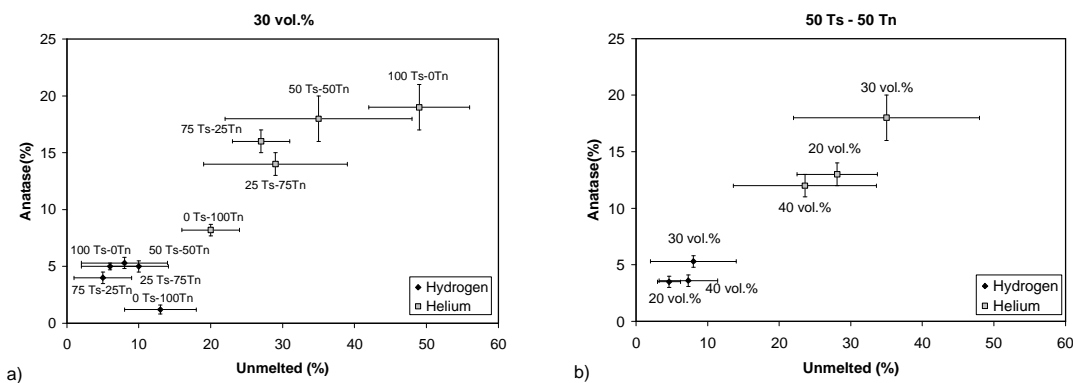 30 vol.%
25
20
15
10
5
0
Anatase(%)
100 Ts-0Tn
50 Ts-50Tn
75 Ts-25Tn
25 Ts-75Tn
0 Ts-100Tn
100 Ts-0Tn
50 Ts-50Tn
75 Ts-25Tn
25 Ts-75Tn
0 Ts-100Tn
Hydrogen
Helium
0 10 20 30 40 50 60
Unmelted (%)
a)
50 Ts - 50 Tn
25
20
15
10
5
0
Anatase (%)
30 vol.%
20 vol.%
40 vol.%
30 vol.%
20 vol.%
40 vol.%
Hydrogen
Helium
0 10 20 30 40 50 60
Unmelted (%)
b)